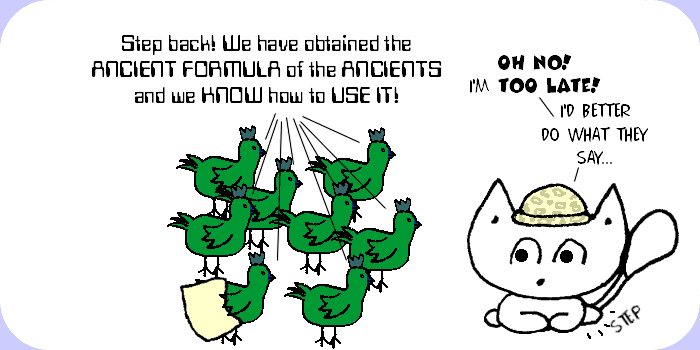 Step back! We have obtained the
ANCIENT FORMULA of the ANCIENTS
and we KNOW how to USE IT!
OH NO!
I'M TOO LATE!
I'D BETTER
DO WHAT THEY
SAY...
STEP